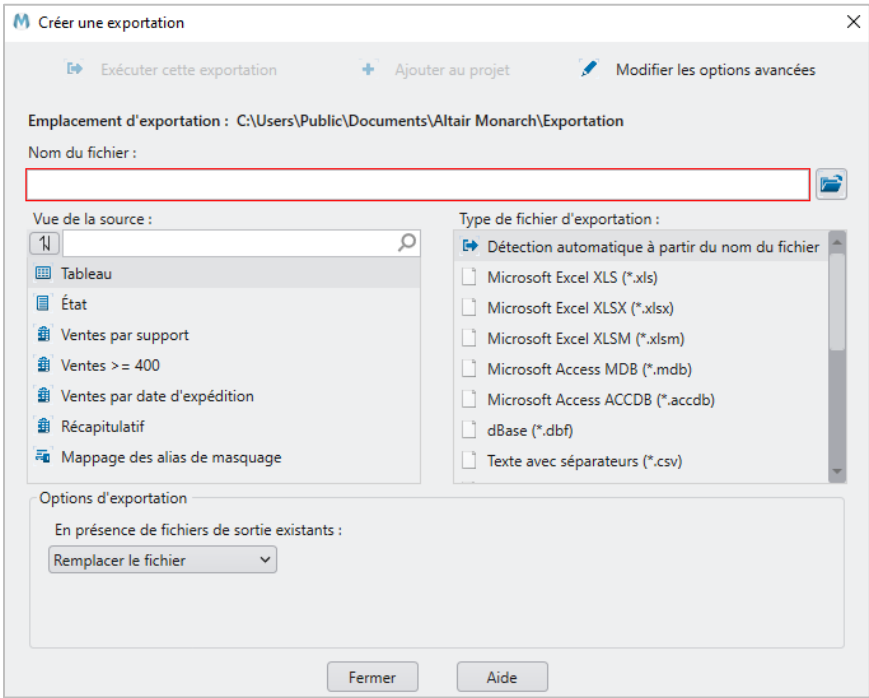 Créer une exportation
Exécuter cette exportation
Ajouter au projet
Modifier les options avancées
Emplacement d'exportation : C:\Users\Public\Documents\Altair Monarch\Exportation
Nom du fichier :
Vue de la source :
Tableau
État
Ventes par support
Ventes >= 400
Ventes par date d'expédition
Récapitulatif
Mappage des alias de masquage
Type de fichier d'exportation :
Détection automatique à partir du nom du fichier
Microsoft Excel XLS (*.xls)
Microsoft Excel XLSX (*.xlsx)
Microsoft Excel XLSM (*.xlsm)
Microsoft Access MDB (*.mdb)
Microsoft Access ACCDB (*.accdb)
dBase (*.dbf)
Texte avec séparateurs (*.csv)
Options d'exportation
En présence de fichiers de sortie existants :
Remplacer le fichier
Fermer
Aide